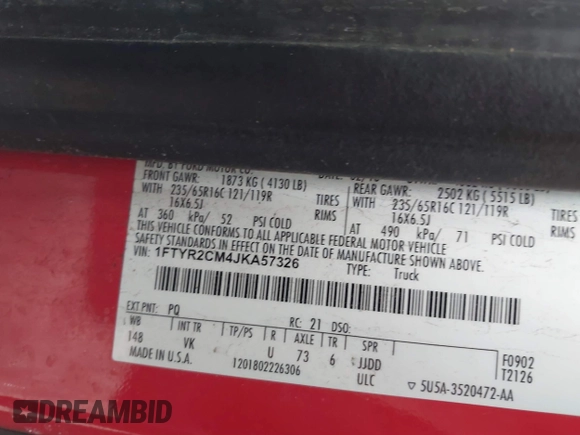 MFD. BY FORD MOTOR CO.
FRONT GAWR: 1873 KG ( 4130 LB) REAR GAWR: 2502 KG ( 5515 LB)
WITH 235/65R16C 121/119R TIRES WITH 235/65R16C 121/119R TIRES
16X6.5J RIMS 16X6.5J RIMS
AT 360 kPa/ 52 PSI COLD AT 490 kPa/ 71 PSI COLD
THIS VEHICLE CONFORMS TO ALL APPLICABLE FEDERAL MOTOR VEHICLE
SAFETY STANDARDS IN EFFECT ON THE DATE OF MANUFACTURE SHOWN ABOVE.
VIN: 1FTYR2CM4JKA57326 TYPE: Truck
EXT PNT: PQ RC: 21 DSO:
WB INT TR TP/PS R AXLE TR SPR F0902
148 VK U 73 6 JJDD T2126
MADE IN U.S.A. 1201802226306 ULC
5U5A-3520472-AA
DREAMBID